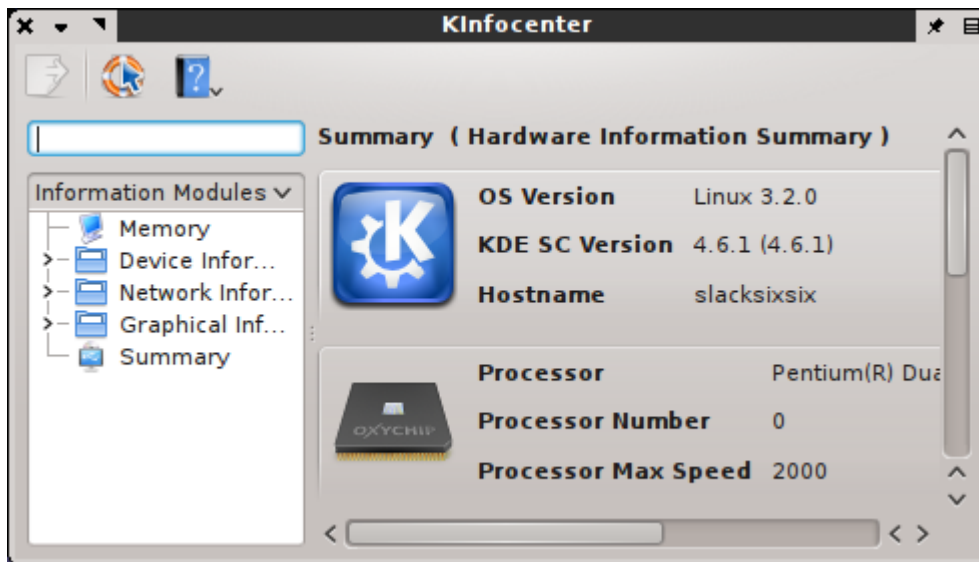 KInfocenter
Summary ( Hardware Information Summary )
Information Modules
Memory
Device Infor...
Network Infor...
Graphical Inf...
Summary
OS Version Linux 3.2.0
KDE SC Version 4.6.1 (4.6.1)
Hostname slacksixsix
OXYCHIP
Processor Pentium(R) Dua
Processor Number 0
Processor Max Speed 2000